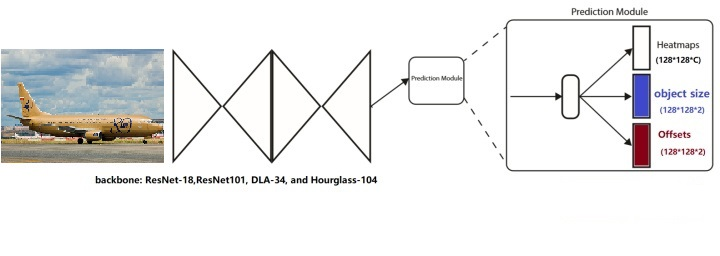 Prediction Module
Prediction Module
Heatmaps
(128*128*C)
object size
(128*128*2)
Offsets
(128*128*2)
backbone: ResNet-18,ResNet101, DLA-34, and Hourglass-104